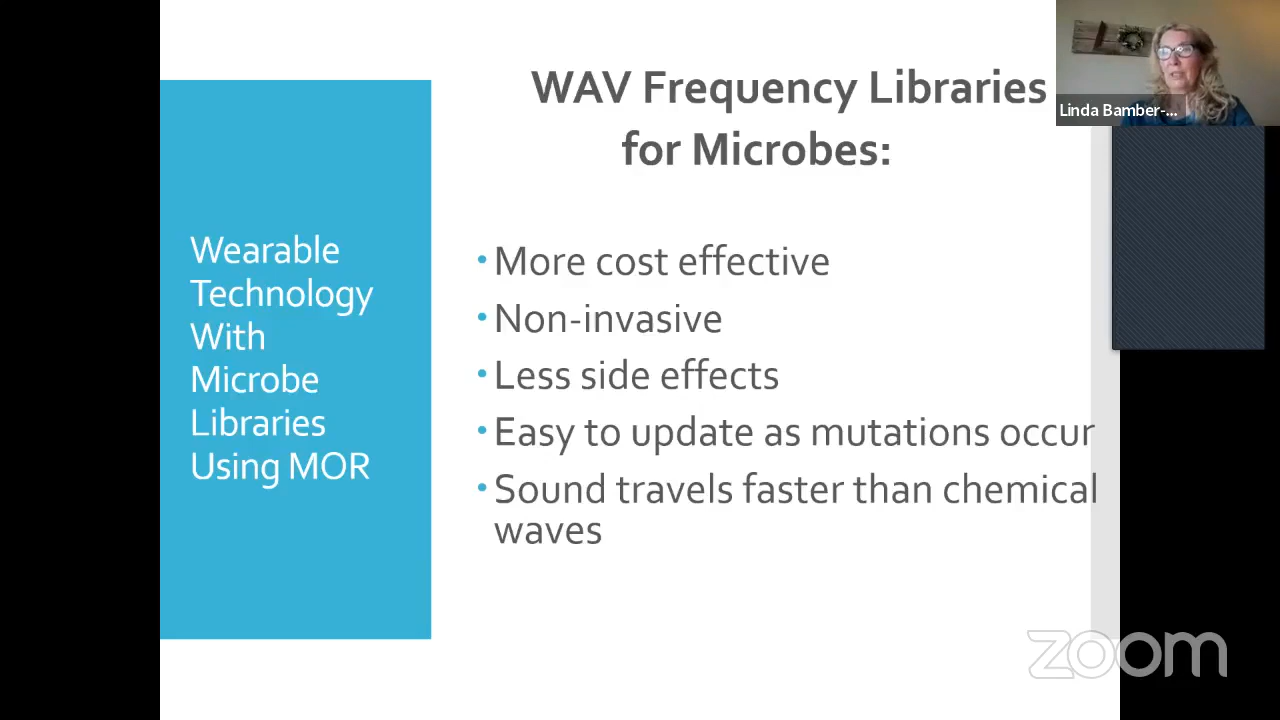 WAV Frequency Libraries
for Microbes:
Linda Bamber-...
Wearable
Technology
With
Microbe
Libraries
Using MOR
• More cost effective
• Non-invasive
• Less side effects
• Easy to update as mutations occur
• Sound travels faster than chemical
waves
zoom